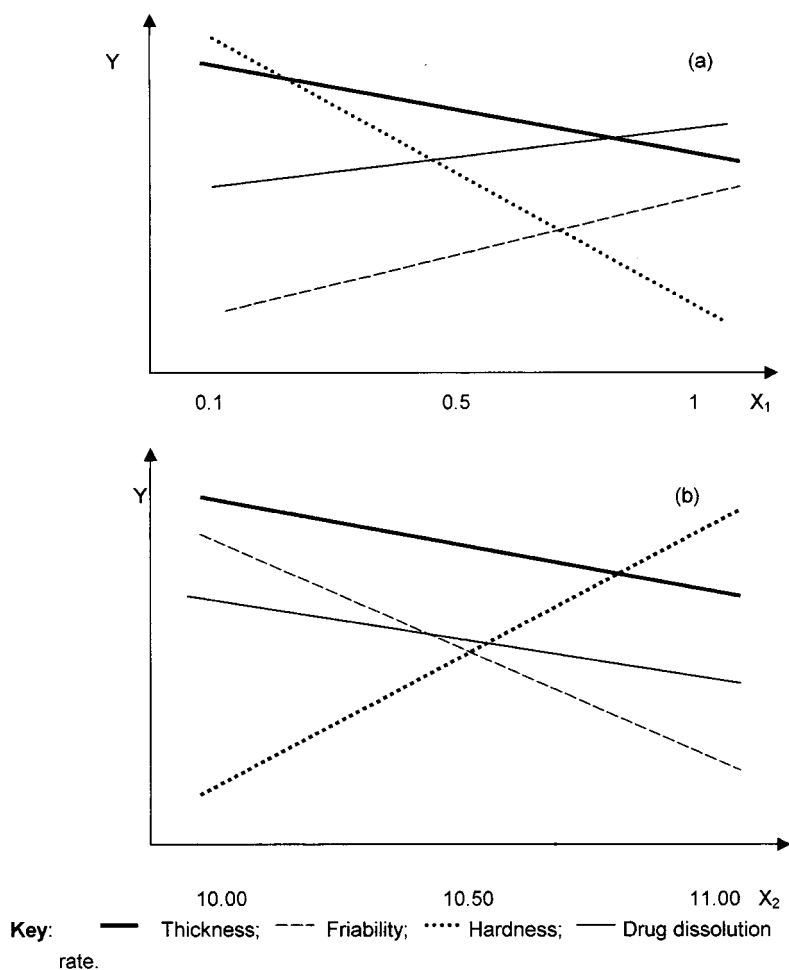 Y
(a)
0.1 0.5 1 X₁
Y
(b)
10.00 10.50 11.00 X₂
Key: Thickness; Friability; Hardness; Drug dissolution
rate.